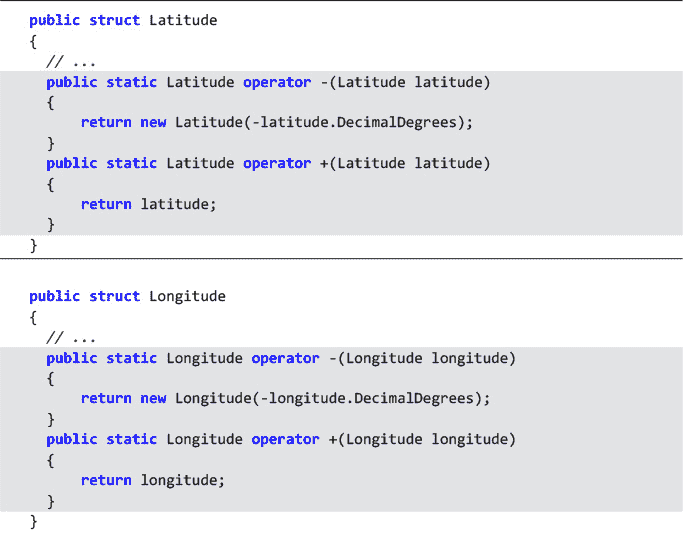 public struct Latitude
{
// ...
public static Latitude operator -(Latitude latitude)
{
return new Latitude(-latitude.DecimalDegrees);
}
public static Latitude operator +(Latitude latitude)
{
return latitude;
}
}
public struct Longitude
{
// ...
public static Longitude operator -(Longitude longitude)
{
return new Longitude(-longitude.DecimalDegrees);
}
public static Longitude operator +(Longitude longitude)
{
return longitude;
}
}